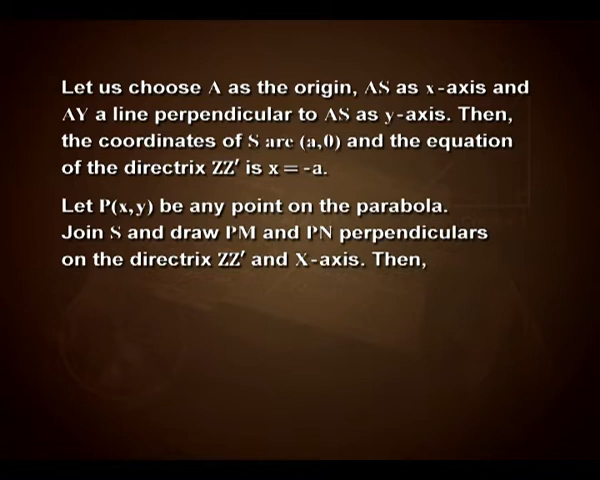 Let us choose A as the origin, AS as x-axis and
AY a line perpendicular to AS as y-axis. Then,
the coordinates of S are (a,0) and the equation
of the directrix ZZ′ is x = -a.
Let P(x,y) be any point on the parabola.
Join S and draw PM and PN perpendiculars
on the directrix ZZ′ and X-axis. Then,